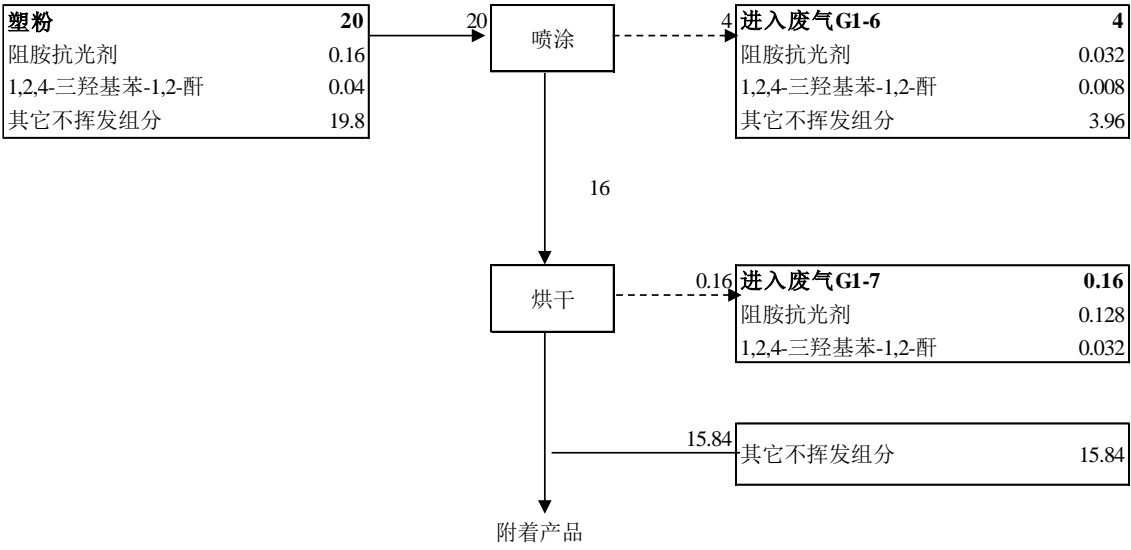 塑粉 20
阻胺抗光剂 0.16
1,2,4-三羟基苯-1,2-酐 0.04
其它不挥发组分 19.8
20
喷涂
4
进入废气G1-6 4
阻胺抗光剂 0.032
1,2,4-三羟基苯-1,2-酐 0.008
其它不挥发组分 3.96
16
烘干
0.16
进入废气G1-7 0.16
阻胺抗光剂 0.128
1,2,4-三羟基苯-1,2-酐 0.032
15.84
其它不挥发组分 15.84
附着产品